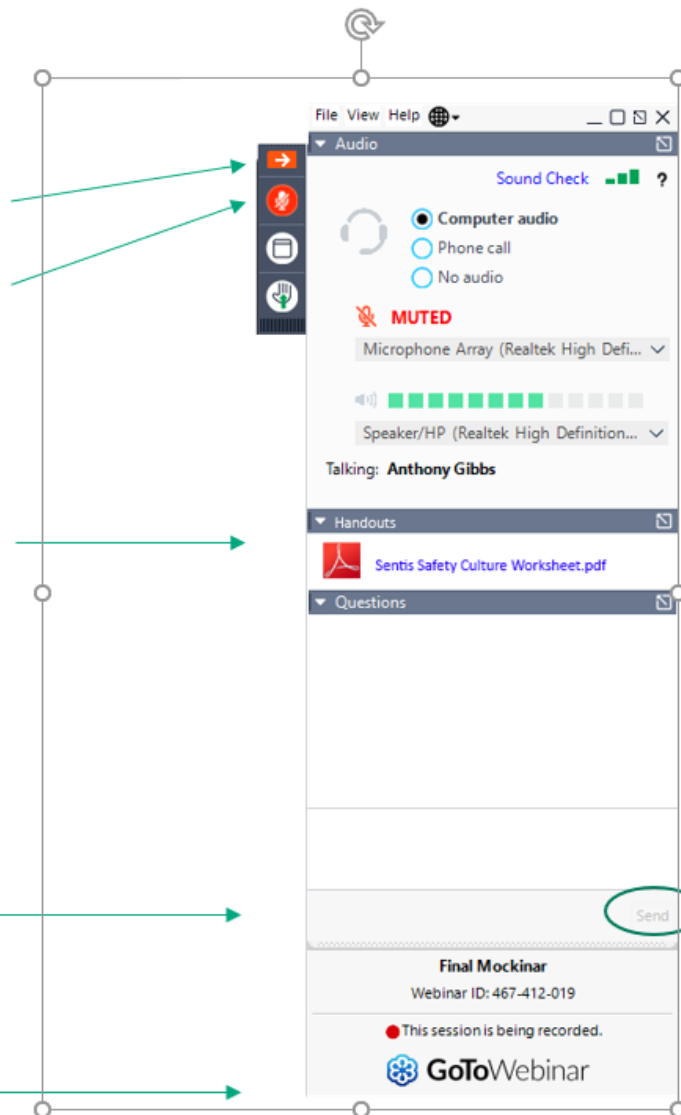 File View Help
Audio
Sound Check ?
Computer audio
Phone call
No audio
MUTED
Microphone Array (Realtek High Defi...
Speaker/HP (Realtek High Definition...
Talking: Anthony Gibbs
Handouts
Sentis Safety Culture Worksheet.pdf
Questions
Send
Final Mockinar
Webinar ID: 467-412-019
This session is being recorded.
GoToWebinar